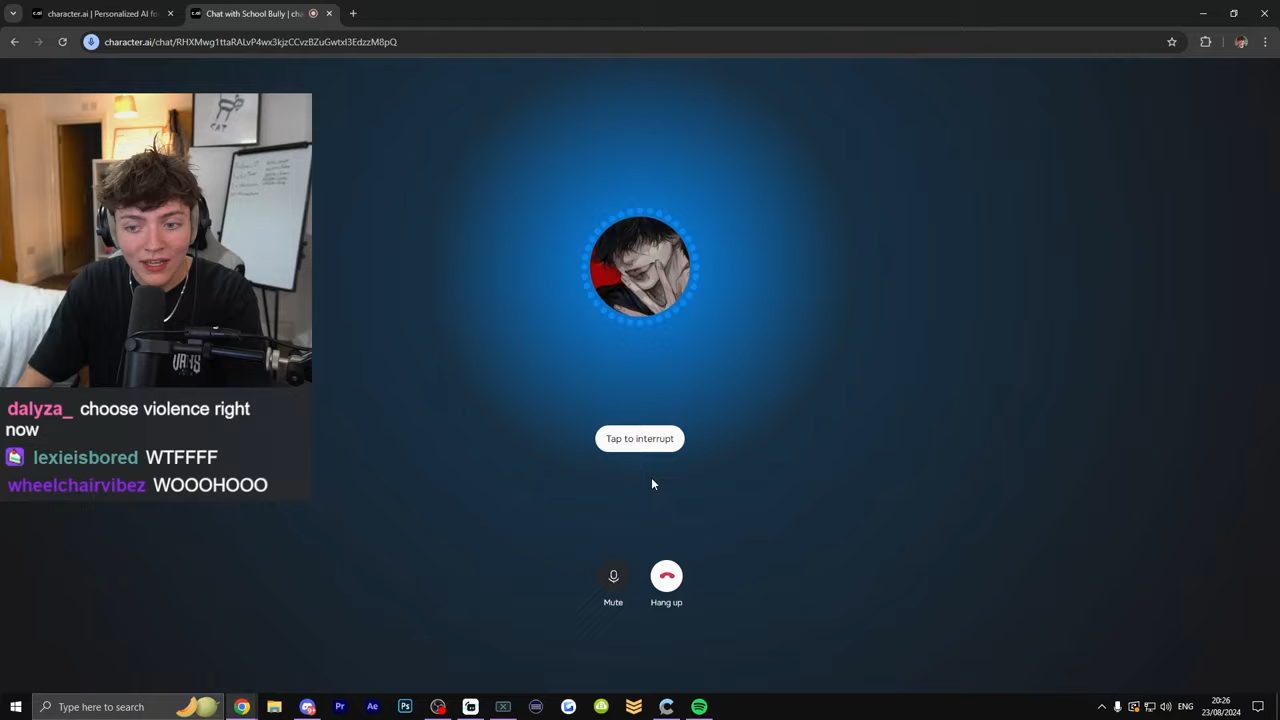 character.ai | Personalized AI fo
Chat with School Bully | cha
character.ai/chat/RHXMwg1ttaRALvP4wx3kjzCCvzBZuGwtxI3EdzzM8pQ
CAT
VANS
dalyza_ choose violence right
now
lexieisbored WTFFFF
wheelchairvibez WOOOHOOO
Tap to interrupt
Mute
Hang up
Type here to search
ENG
20:26
23/08/2024